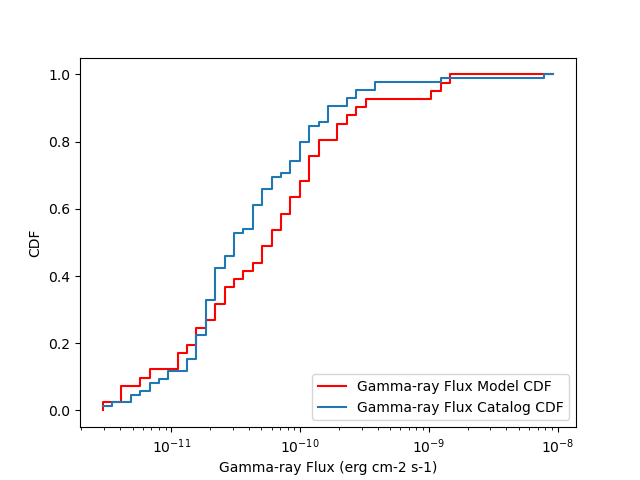 1.0
0.8
0.6
0.4
0.2
0.0
CDF
10⁻¹¹
10⁻¹⁰
10⁻⁹
10⁻⁸
Gamma-ray Flux (erg cm-2 s-1)
Gamma-ray Flux Model CDF
Gamma-ray Flux Catalog CDF